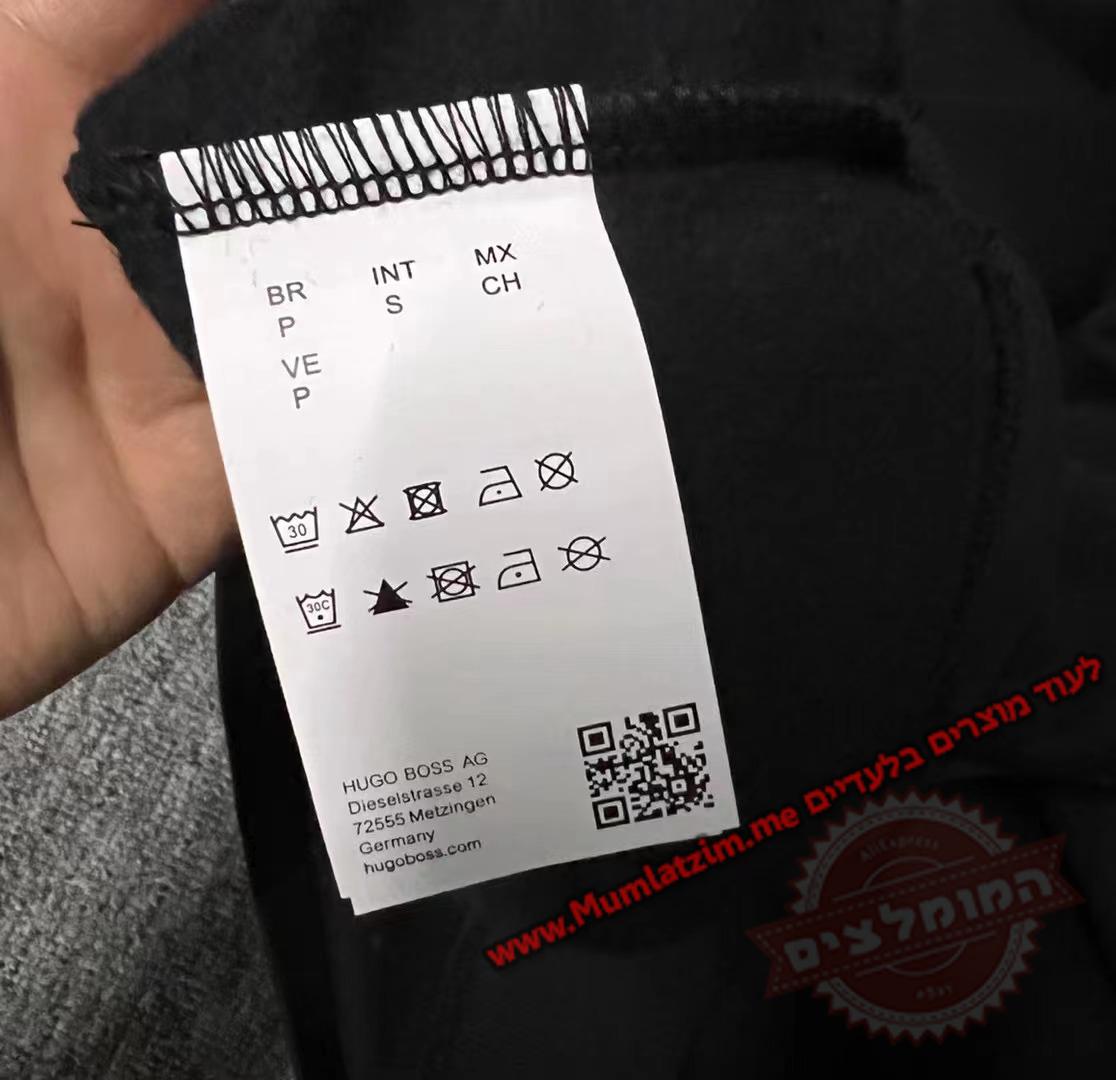 BR INT MX
P S CH
VE
P
30
30C
HUGO BOSS AG
Dieselstrasse 12
72555 Metzingen
Germany
hugoboss.com
www.Mumlatzim.me לעוד מוצרים בלעדיים
AliExpress
המומלצים